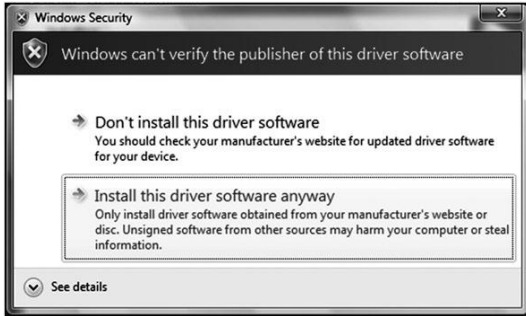 Windows Security
Windows can't verify the publisher of this driver software
Don't install this driver software
You should check your manufacturer's website for updated driver software
for your device.
Install this driver software anyway
Only install driver software obtained from your manufacturer's website or
disc. Unsigned software from other sources may harm your computer or steal
information.
See details